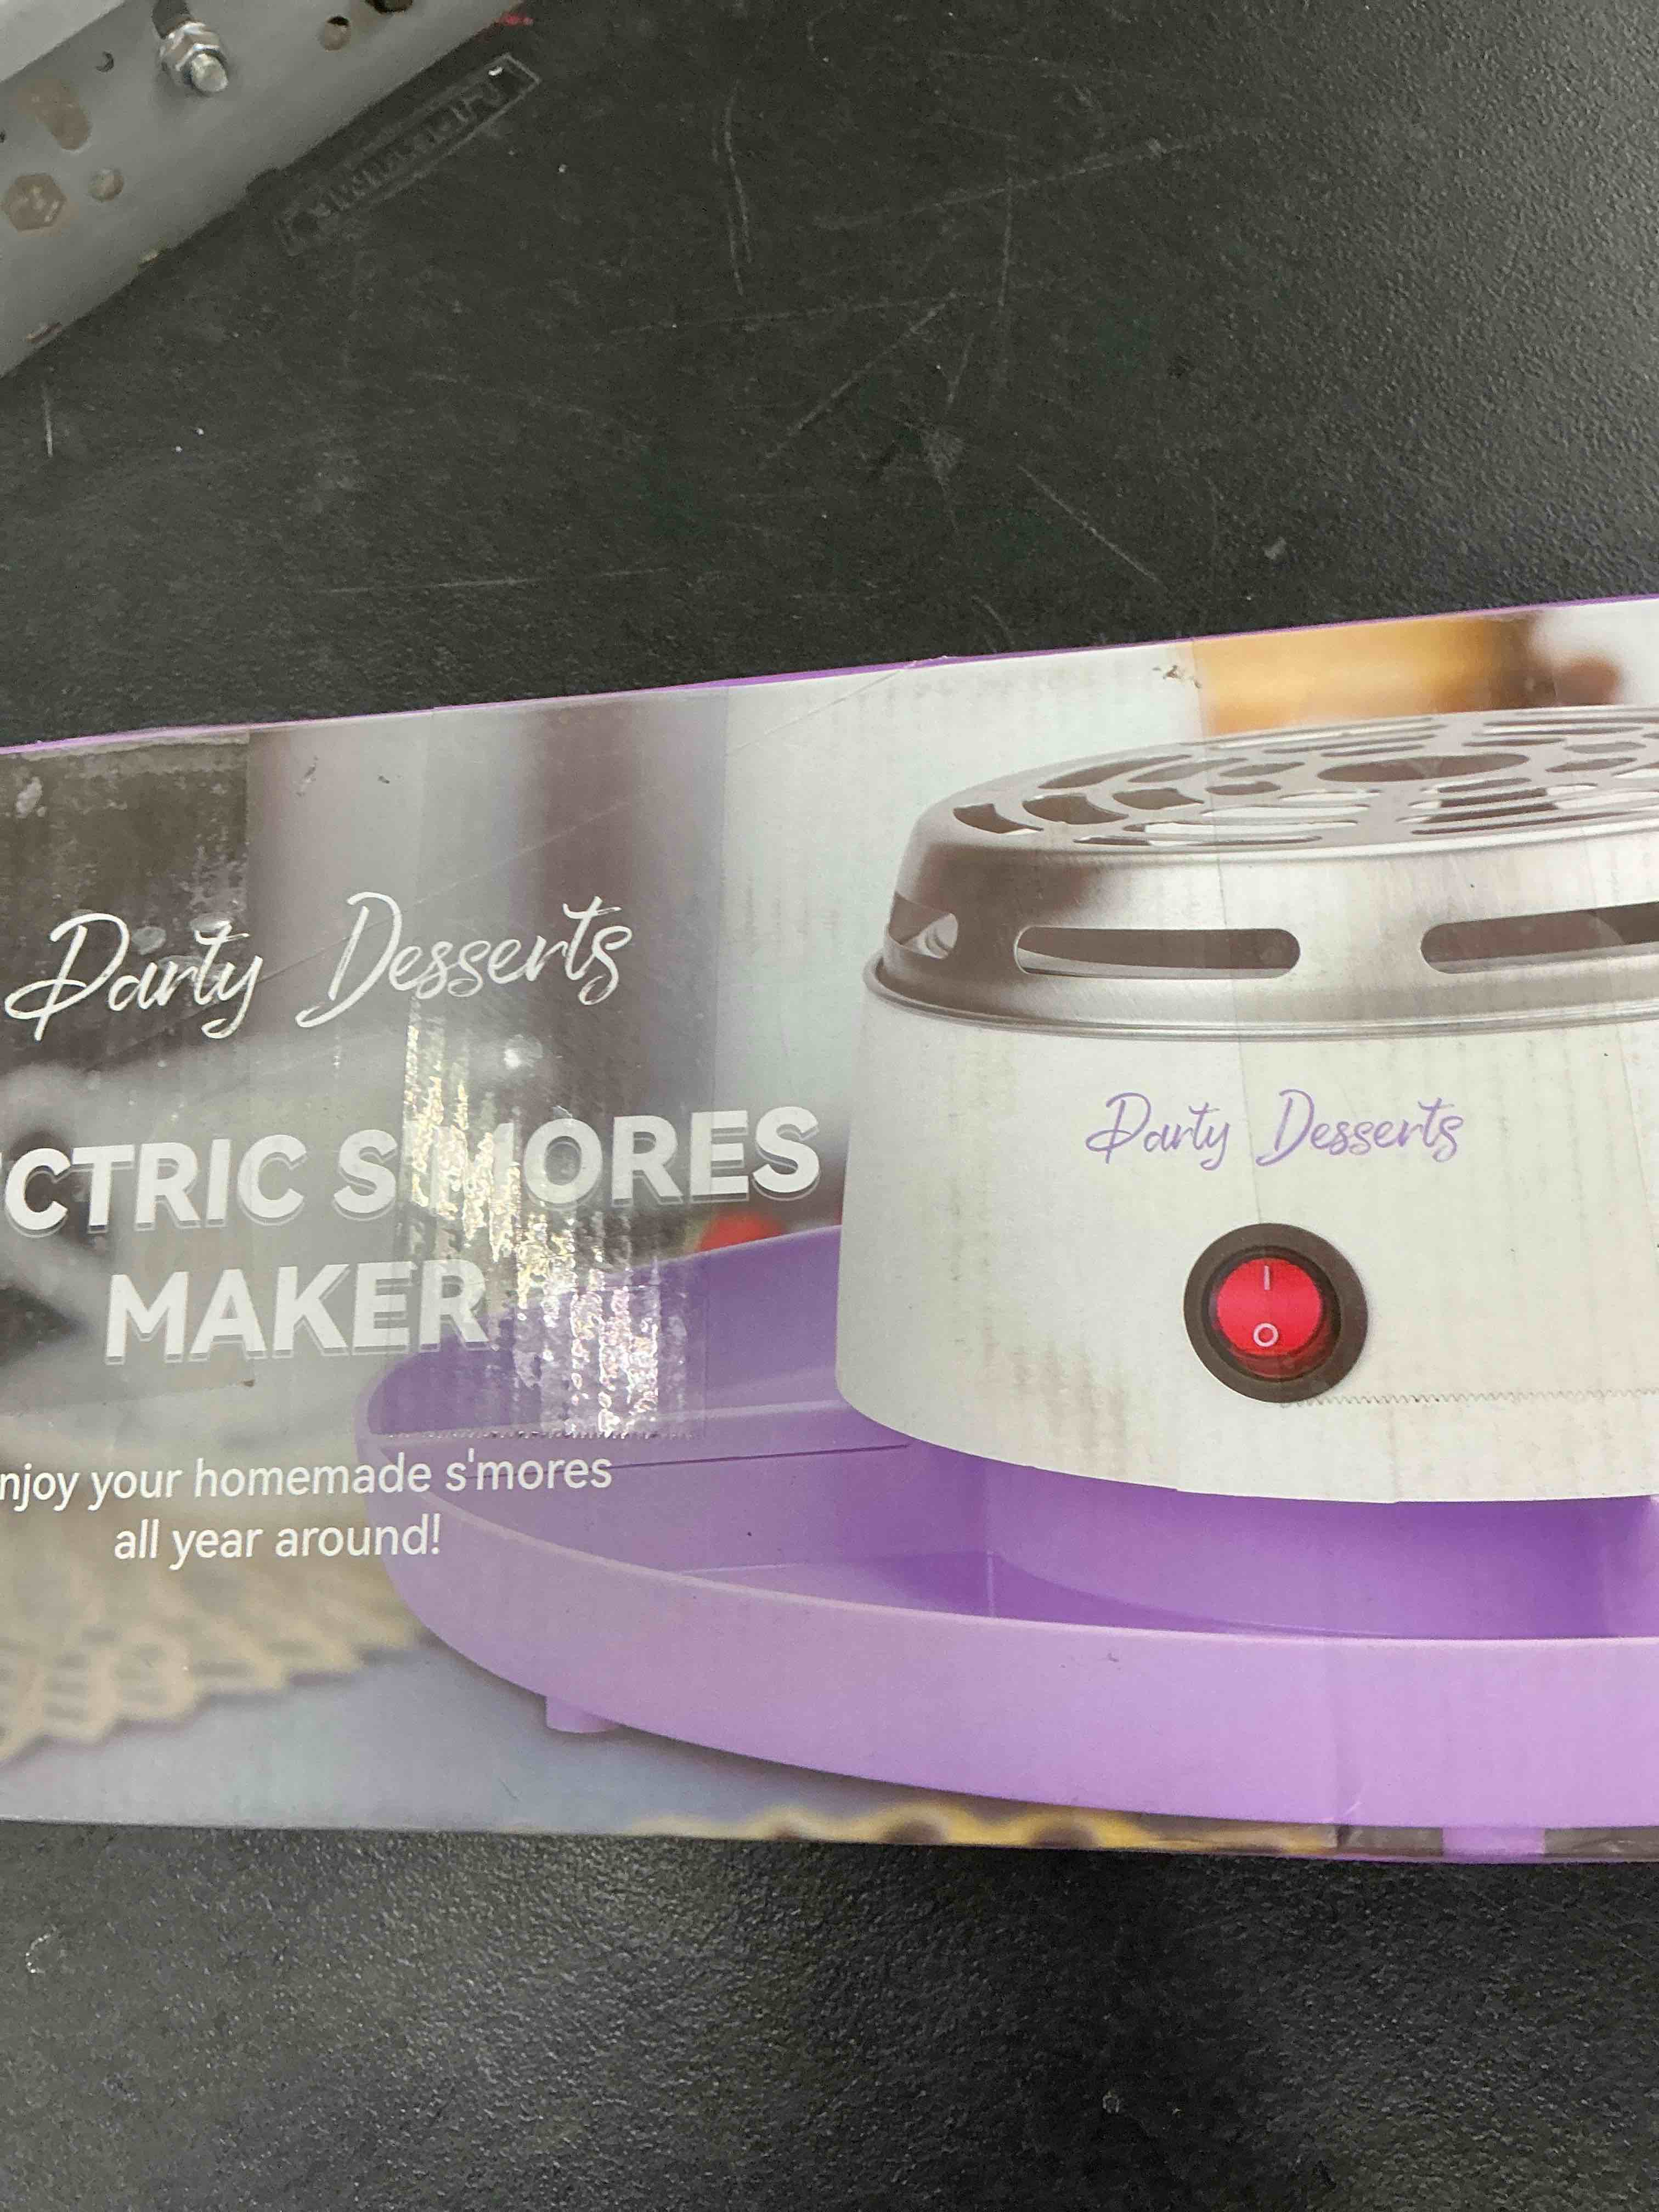 Party Desserts
CTRIC S'MORES
MAKER
njoy your homemade s'mores
all year around!
Party Desserts